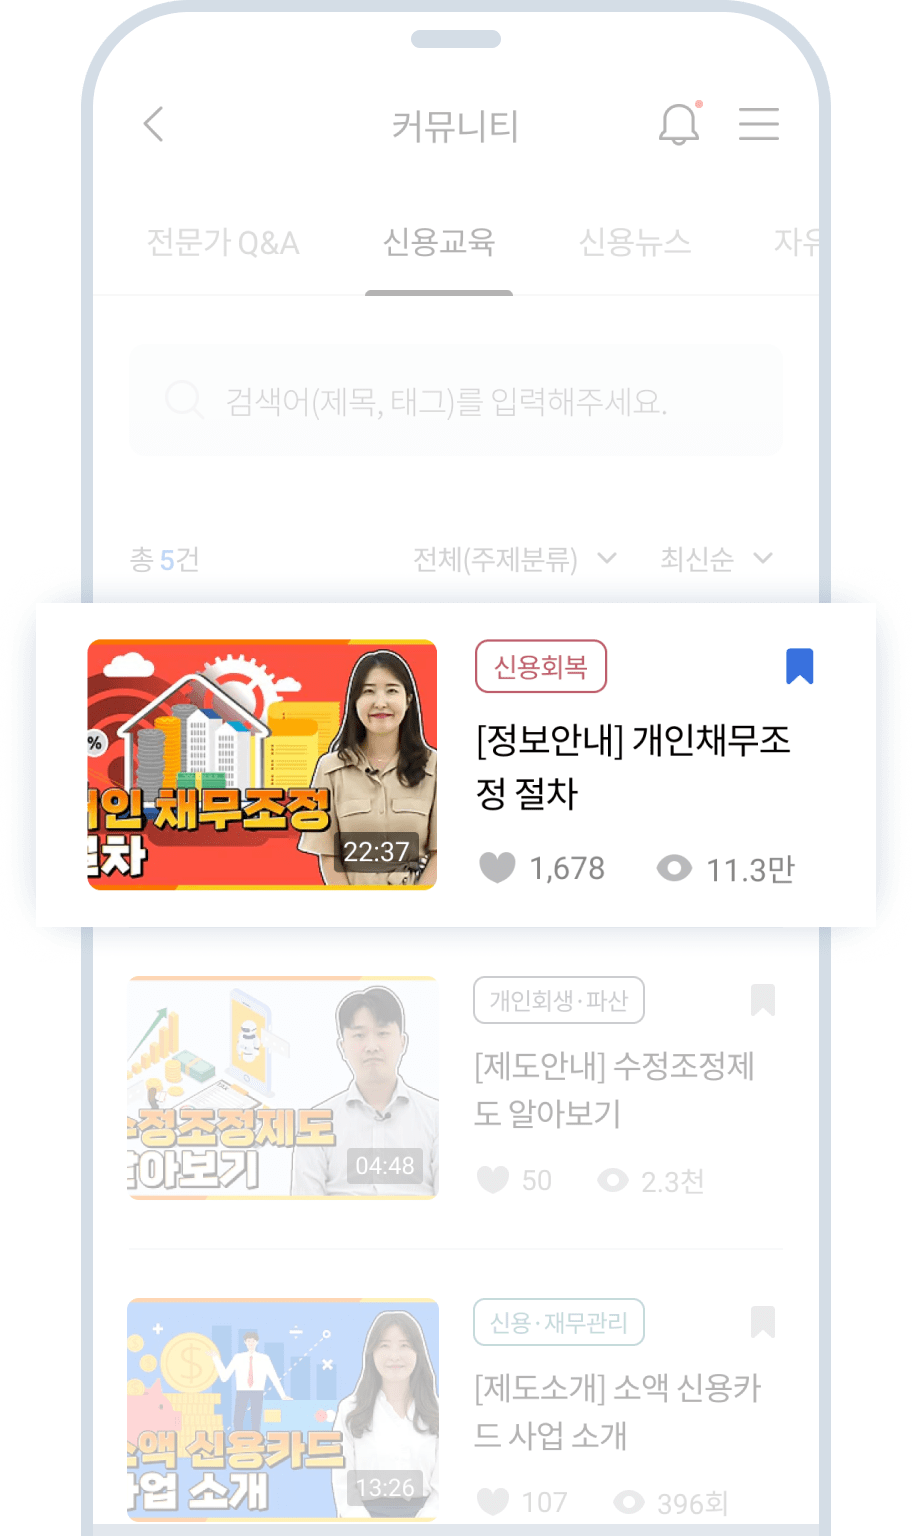 커뮤니티
전문가 Q&A 신용교육 신용뉴스 자유
검색어(제목, 태그)를 입력해주세요.
총 5건 전체(주제분류) 최신순
%
개인 채무조정
절차
22:37
신용회복
[정보안내] 개인채무조
정 절차
1,678 11.3만
수정조정제도
알아보기
04:48
개인회생·파산
[제도안내] 수정조정제
도 알아보기
50 2.3천
소액 신용카드
사업 소개
13:26
신용·재무관리
[제도소개] 소액 신용카
드 사업 소개
107 396회